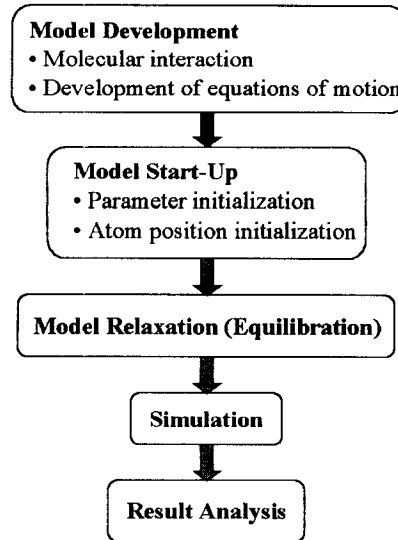 Model Development
• Molecular interaction
• Development of equations of motion
Model Start-Up
• Parameter initialization
• Atom position initialization
Model Relaxation (Equilibration)
Simulation
Result Analysis